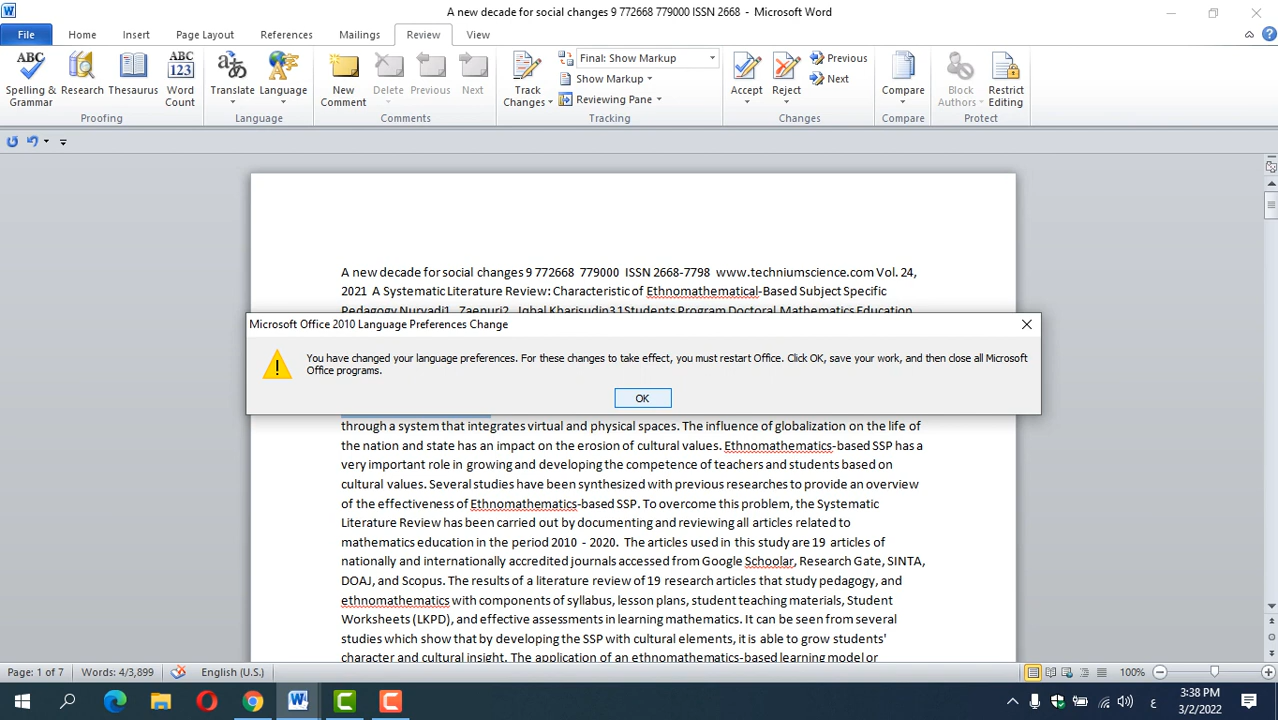 A new decade for social changes 9 772668 779000 ISSN 2668 - Microsoft Word
File Home Insert Page Layout References Mailings Review View
ABC Spelling & Grammar
Research
Thesaurus
ABC 123 Word Count
Translate
Language
New Comment
Delete
Previous
Next
Track Changes
Final: Show Markup
Show Markup
Reviewing Pane
Accept
Reject
Previous
Next
Compare
Block Authors
Restrict Editing
Proofing Language Comments Tracking Changes Compare Protect
A new decade for social changes 9 772668 779000 ISSN 2668-7798 www.techniumscience.com Vol. 24,
2021 A Systematic Literature Review: Characteristic of Ethnomathematical-Based Subject Specific
Pedagogy Nuryadi1, Zaenuri2, Iqbal Kharisudin3 1Students Program Doctoral Mathematics Education
Microsoft Office 2010 Language Preferences Change
You have changed your language preferences. For these changes to take effect, you must restart Office. Click OK, save your work, and then close all Microsoft
Office programs.
OK
through a system that integrates virtual and physical spaces. The influence of globalization on the life of
the nation and state has an impact on the erosion of cultural values. Ethnomathematics-based SSP has a
very important role in growing and developing the competence of teachers and students based on
cultural values. Several studies have been synthesized with previous researches to provide an overview
of the effectiveness of Ethnomathematics-based SSP. To overcome this problem, the Systematic
Literature Review has been carried out by documenting and reviewing all articles related to
mathematics education in the period 2010 - 2020. The articles used in this study are 19 articles of
nationally and internationally accredited journals accessed from Google Schoolar, Research Gate, SINTA,
DOAJ, and Scopus. The results of a literature review of 19 research articles that study pedagogy, and
ethnomathematics with components of syllabus, lesson plans, student teaching materials, Student
Worksheets (LKPD), and effective assessments in learning mathematics. It can be seen from several
studies which show that by developing the SSP with cultural elements, it is able to grow students'
character and cultural insight. The application of an ethnomathematics-based learning model or
Page: 1 of 7 Words: 4/3,899 English (U.S.) 100%
ع 3:38 PM
3/2/2022